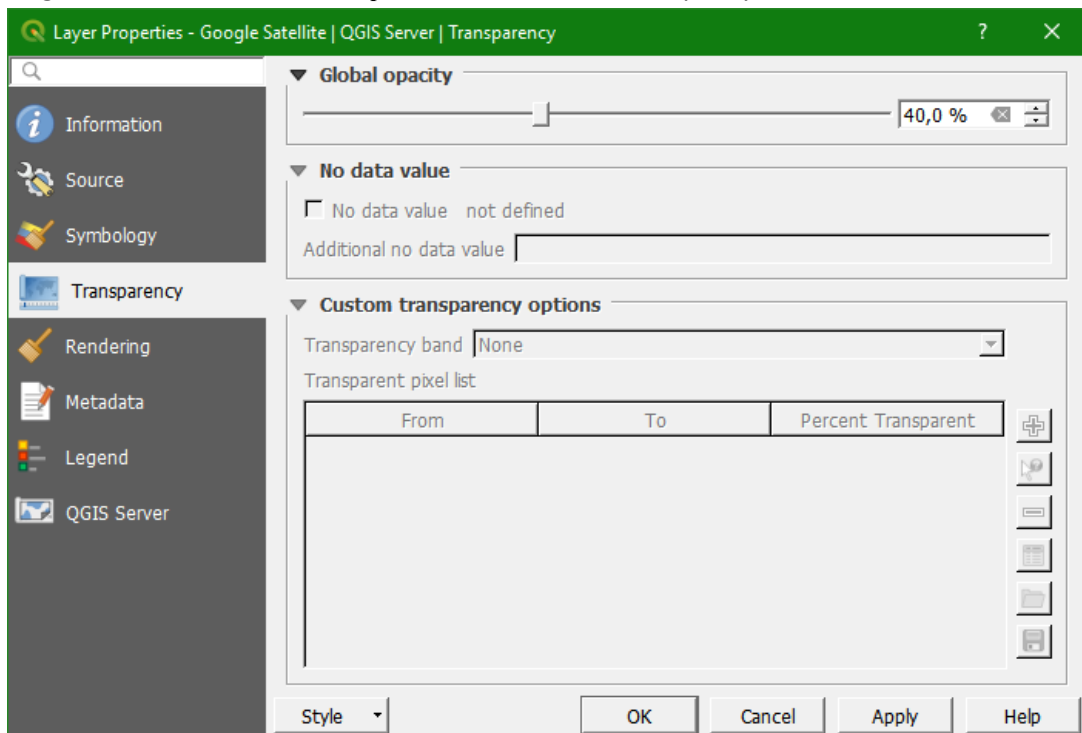 Layer Properties - Google Satellite | QGIS Server | Transparency
Information
Source
Symbology
Transparency
Rendering
Metadata
Legend
QGIS Server
Global opacity
40,0 %
No data value
No data value not defined
Additional no data value
Custom transparency options
Transparency band None
Transparent pixel list
From To Percent Transparent
Style OK Cancel Apply Help